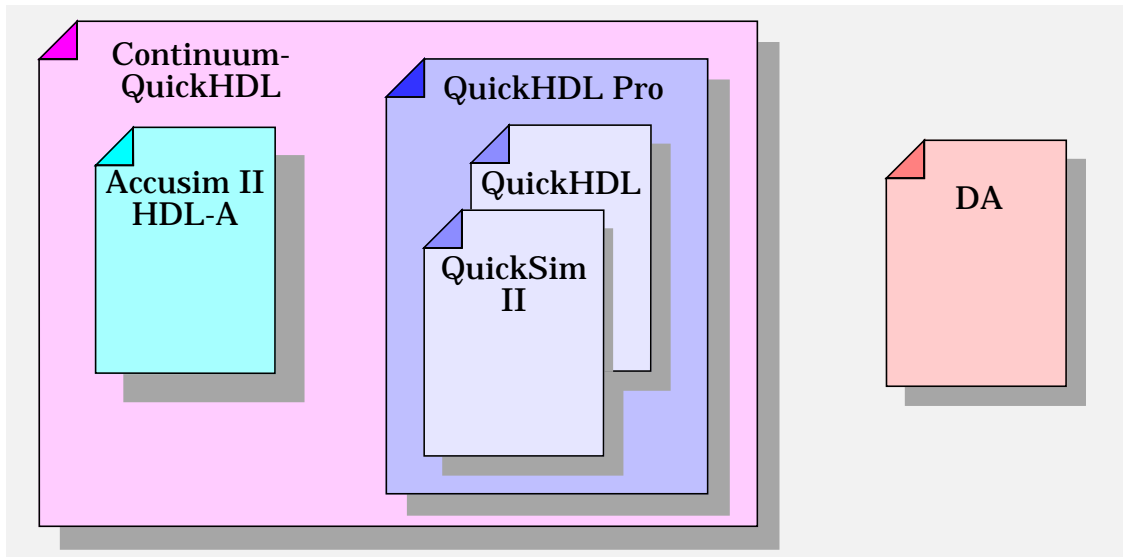 Continuum-
QuickHDL
QuickHDL Pro
Accusim II
HDL-A
QuickHDL
QuickSim
II
DA